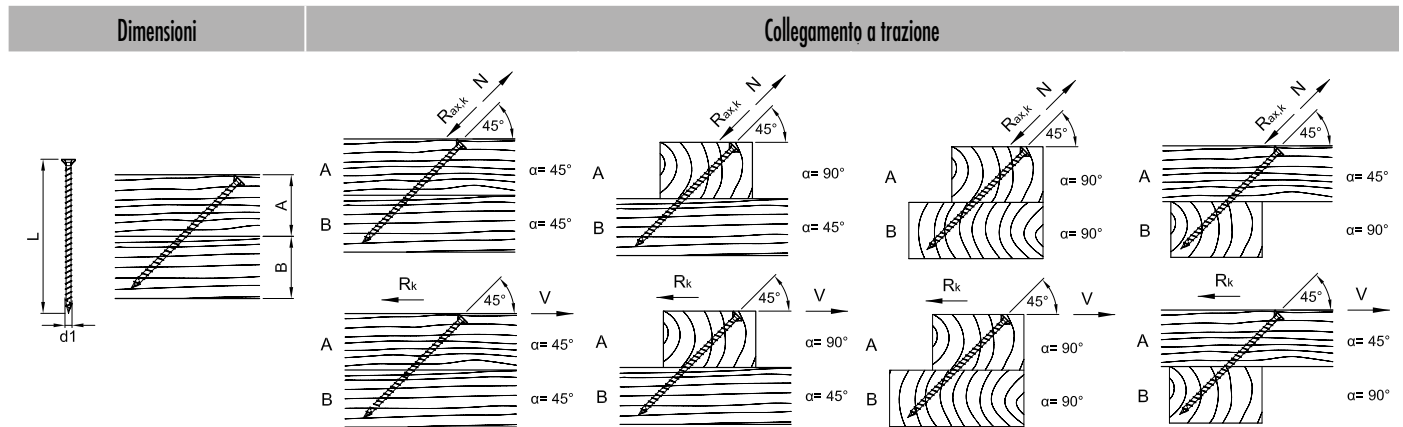 Dimensioni
Collegamento a trazione
L
d1
A
B
Rax,k N
45°
A α= 45°
B α= 45°
Rax,k N
45°
A α= 90°
B α= 45°
Rax,k N
45°
A α= 90°
B α= 90°
Rax,k N
45°
A α= 45°
B α= 90°
Rk 45° V
A α= 45°
B α= 45°
Rk 45° V
A α= 90°
B α= 45°
Rk 45° V
A α= 90°
B α= 90°
Rk 45° V
A α= 45°
B α= 90°